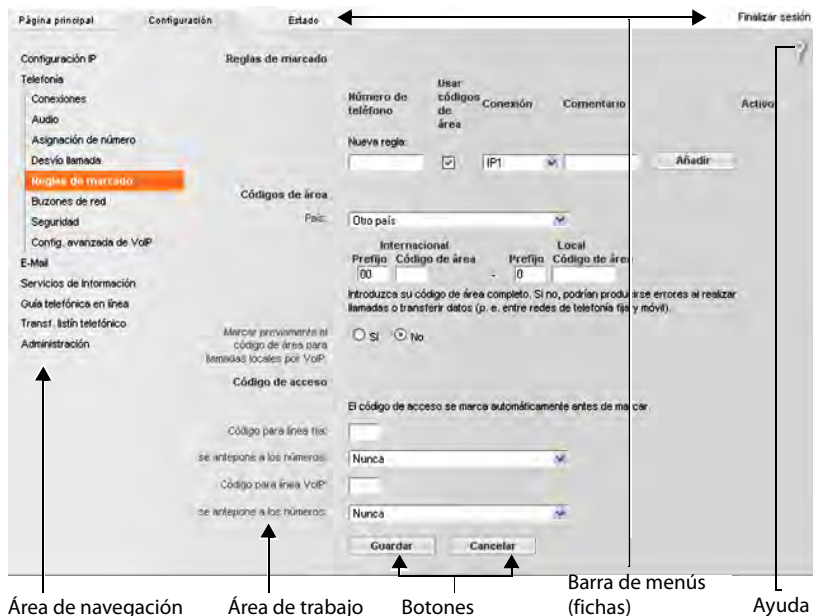 Página principal Configuración Estado Finalizar sesión
Configuración IP
Telefonía
Conexiones
Audio
Asignación de número
Desvío llamada
Reglas de marcado
Buzones de red
Seguridad
Config. avanzada de VoIP
E-Mail
Servicios de Información
Guía telefónica en línea
Transf. listín telefónico
Administración
Reglas de marcado
Número de teléfono Usar códigos de área Conexión Comentario Activo
Nueva regla:
IP1 Añadir
Códigos de área
País: Otro país
Internacional Local
Prefijo Código de área Prefijo Código de área
00 - 0
Introduzca su código de área completo. Si no, podrían producirse errores al realizar
llamadas o transferir datos (p. e. entre redes de telefonía fija y móvil).
Marcar previamente el
código de área para
llamadas locales por VoIP:
Sí No
Código de acceso
El código de acceso se marca automáticamente antes de marcar
Código para línea fija:
se antepone a los números: Nunca
Código para línea VoIP:
se antepone a los números: Nunca
Guardar Cancelar
Área de navegación Área de trabajo Botones Barra de menús (fichas) Ayuda